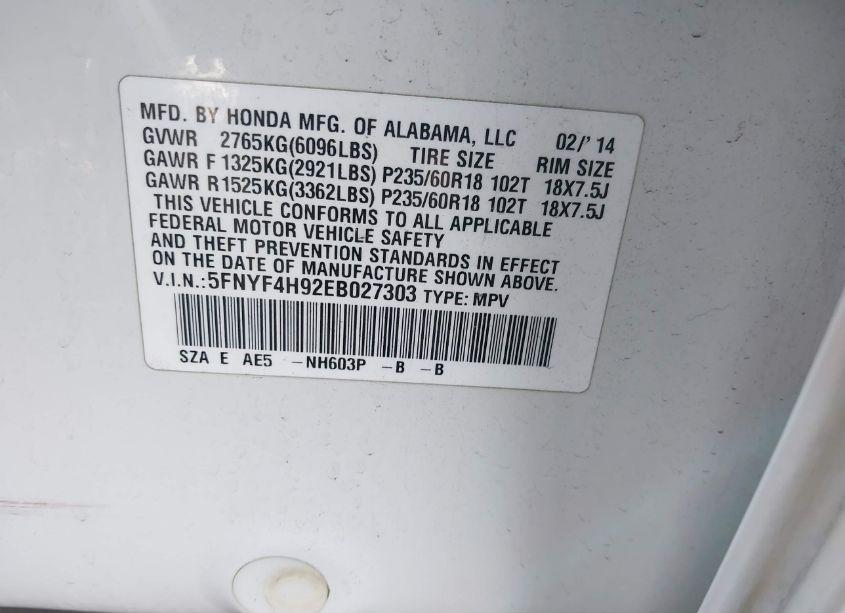 MFD. BY HONDA MFG. OF ALABAMA, LLC 02/'14
GVWR 2765KG(6096LBS) TIRE SIZE RIM SIZE
GAWR F 1325KG(2921LBS) P235/60R18 102T 18X7.5J
GAWR R 1525KG(3362LBS) P235/60R18 102T 18X7.5J
THIS VEHICLE CONFORMS TO ALL APPLICABLE
FEDERAL MOTOR VEHICLE SAFETY
AND THEFT PREVENTION STANDARDS IN EFFECT
ON THE DATE OF MANUFACTURE SHOWN ABOVE.
V.I.N.:5FNYF4H92EB027303 TYPE: MPV
SZA E AE5 -NH603P -B -B